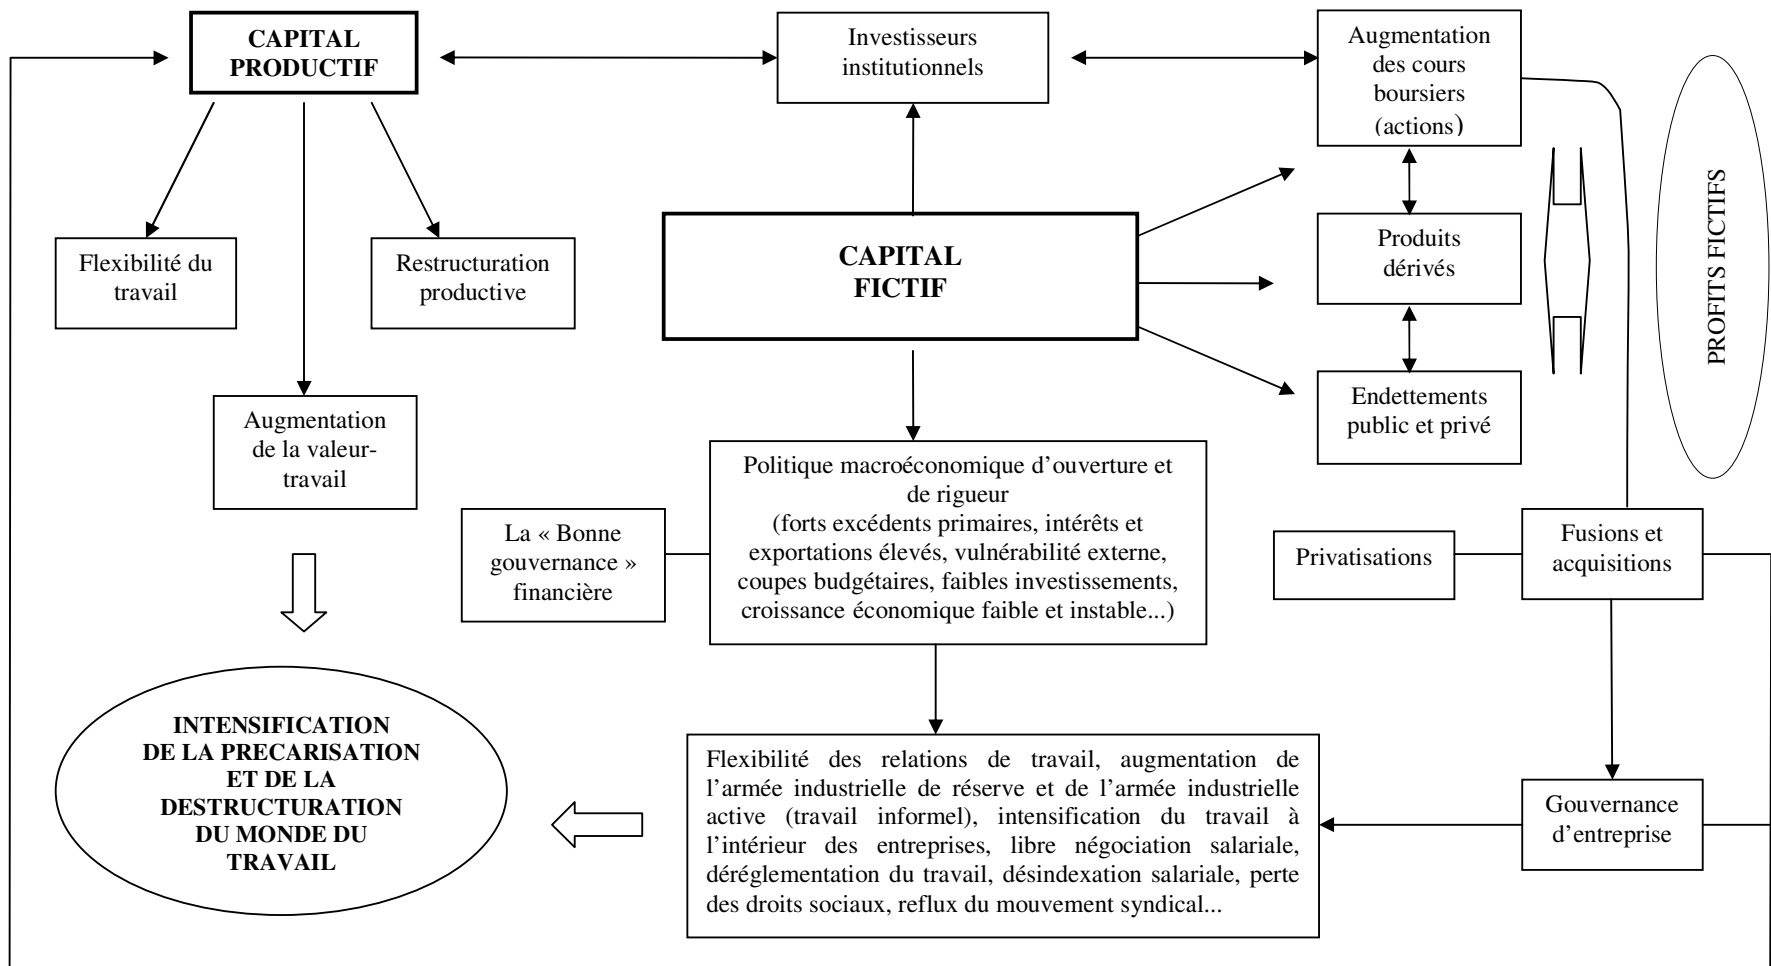 CAPITAL
PRODUCTIF
Investisseurs
institutionnels
Augmentation
des cours
boursiers
(actions)
PROFITS FICTIFS
Flexibilité du
travail
Restructuration
productive
CAPITAL
FICTIF
Produits
dérivés
Endettements
public et privé
Augmentation
de la valeur-
travail
Politique macroéconomique d’ouverture et
de rigueur
(forts excédents primaires, intérêts et
exportations élevés, vulnérabilité externe,
coupes budgétaires, faibles investissements,
croissance économique faible et instable...)
La « Bonne
gouvernance »
financière
Privatisations
Fusions et
acquisitions
INTENSIFICATION
DE LA PRECARISATION
ET DE LA
DESTRUCTURATION
DU MONDE DU
TRAVAIL
Flexibilité des relations de travail, augmentation de
l’armée industrielle de réserve et de l’armée industrielle
active (travail informel), intensification du travail à
l’intérieur des entreprises, libre négociation salariale,
déréglementation du travail, désindexation salariale, perte
des droits sociaux, reflux du mouvement syndical...
Gouvernance
d’entreprise